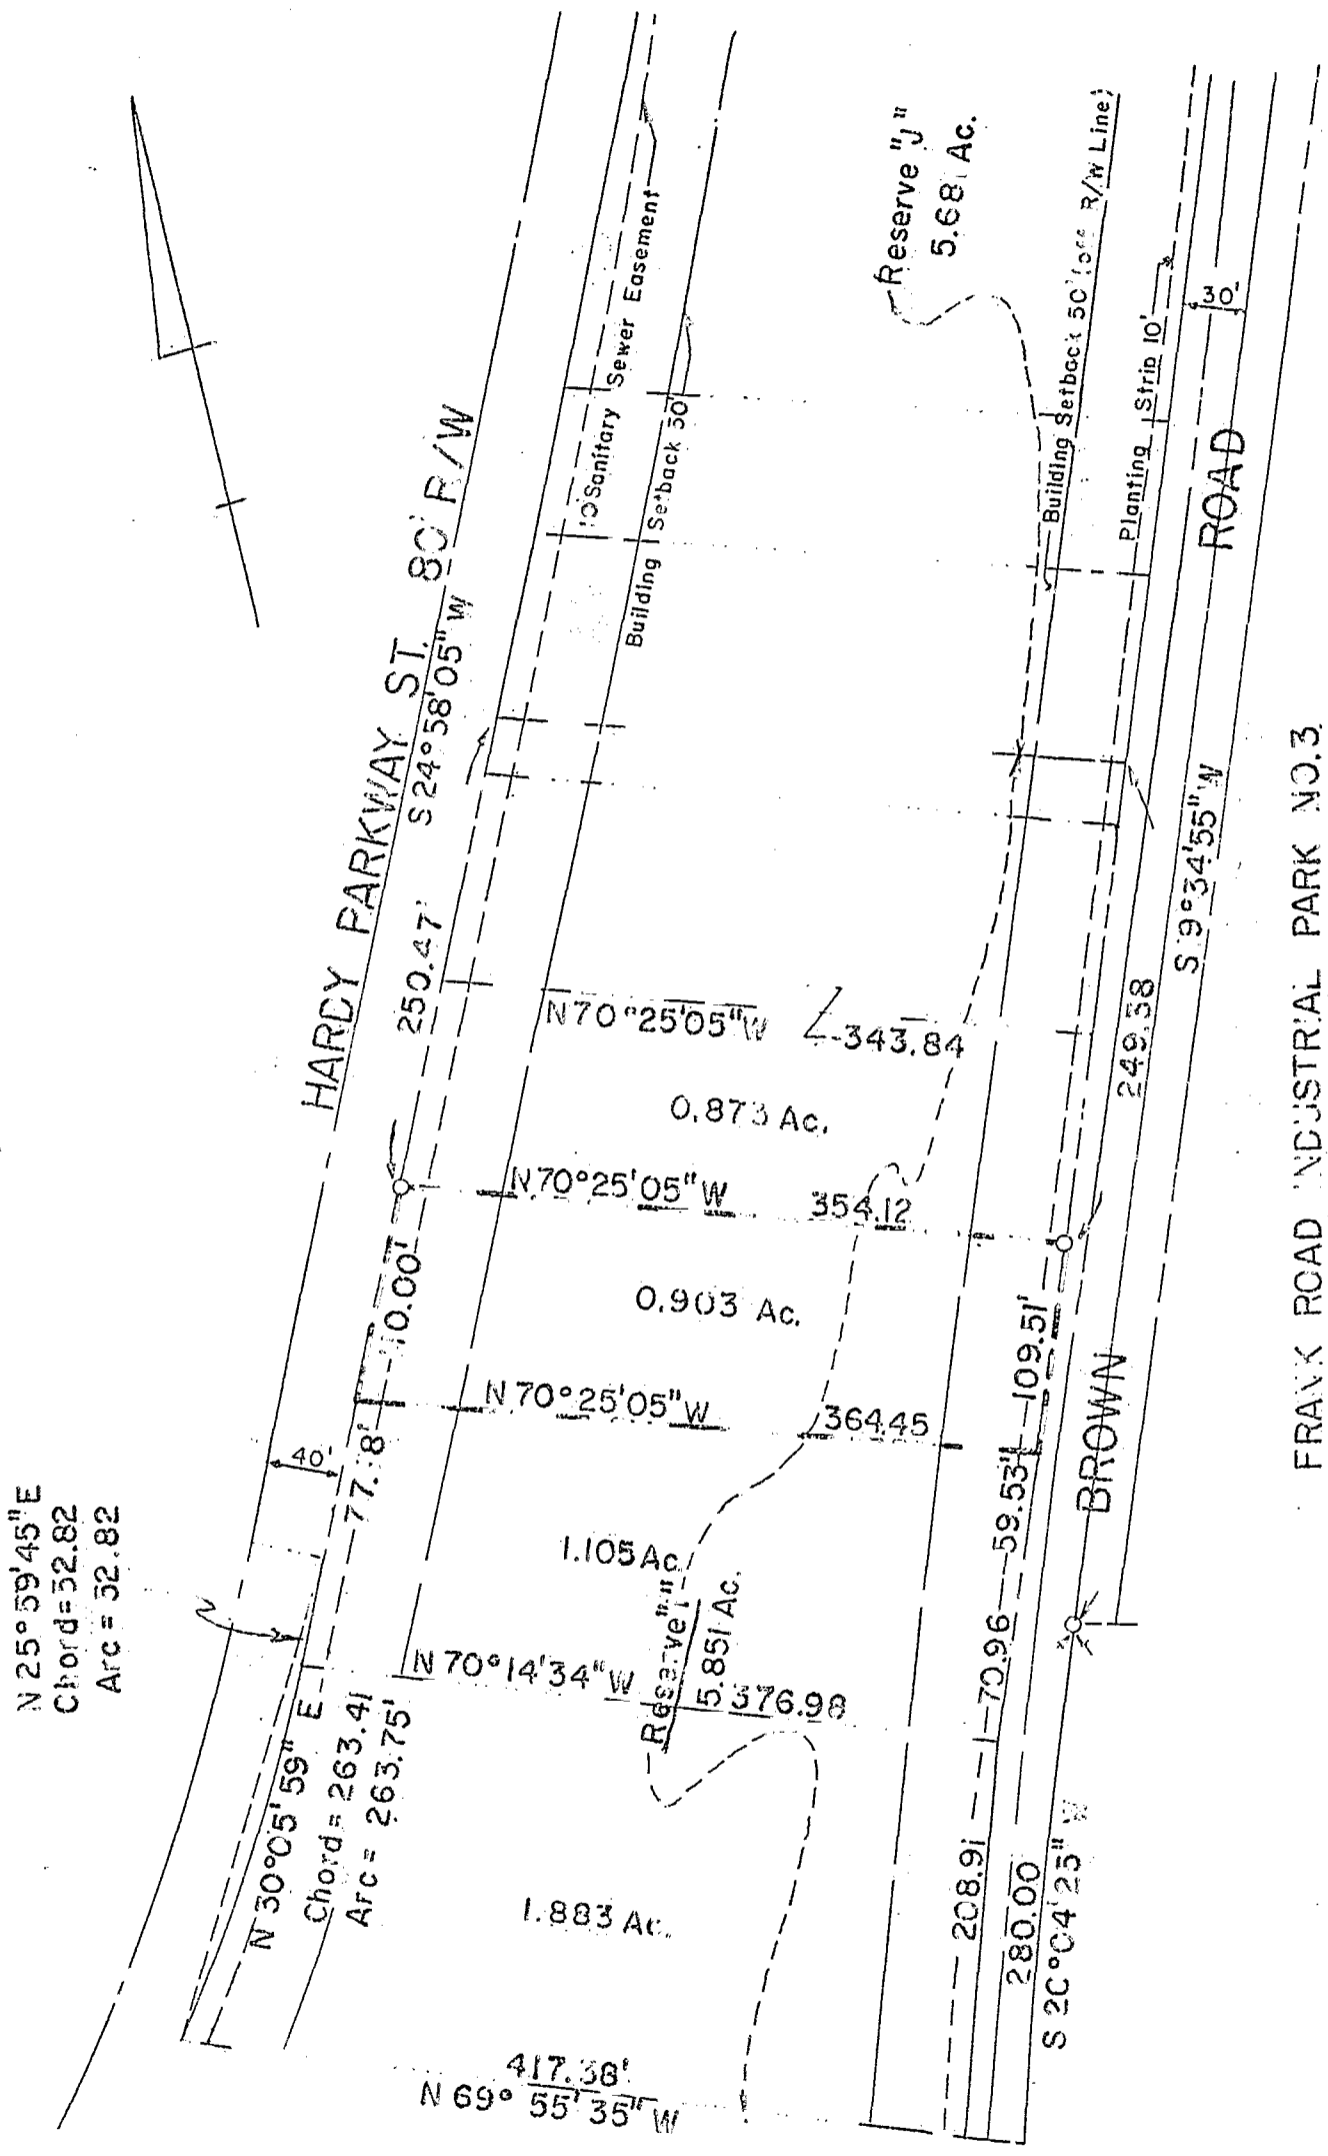 N 25°59'45"E
Chord=32.82
Arc = 32.82
HARDY PARKWAY ST. 80' R/W
S 24°58'05" W
250.47'
10' Sanitary Sewer Easement
Building Setback 50'
Reserve "J"
5.681 Ac.
Building Setback 50' (off R/W Line)
Planting Strip 10'
30'
ROAD
S 19°34'55" W
249.38
N 70°25'05" W
343.84
0.873 Ac.
N 70°25'05" W
354.12
110.00'
0.903 Ac.
109.51'
N 70°25'05" W
364.45
40'
59.53'
BROWN
1.105 Ac.
Reserve "I"
5.851 Ac.
70.96
N 70°14'34" W
376.98
N 30°05'59" E
Chord= 263.41
Arc = 263.75'
1.883 Ac.
208.91
280.00
S 20°04'25" W
417.38'
N 69° 55' 35" W
FRANK ROAD INDUSTRIAL PARK NO.3